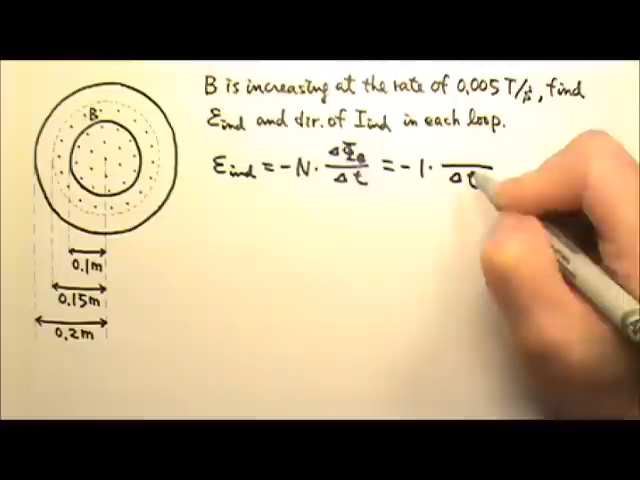 B is increasing at the rate of 0.005 T/s, find
εind and dir. of Iind in each loop.
B
εind = -N · ΔΦB/Δt = -1 · /Δt
0.1m
0.15m
0.2m